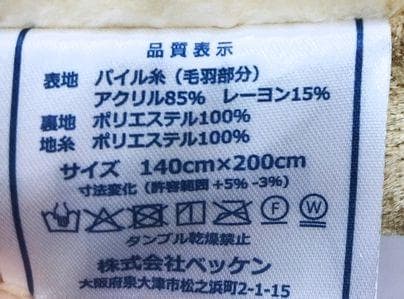 品質表示
表地 パイル糸（毛羽部分）
アクリル85% レーヨン15%
裏地 ポリエステル100%
地糸 ポリエステル100%
サイズ 140cm×200cm
寸法変化（許容範囲+5% -3%）
F W
タンブル乾燥禁止
株式会社ベッケン
大阪府泉大津市松之浜町2-1-15